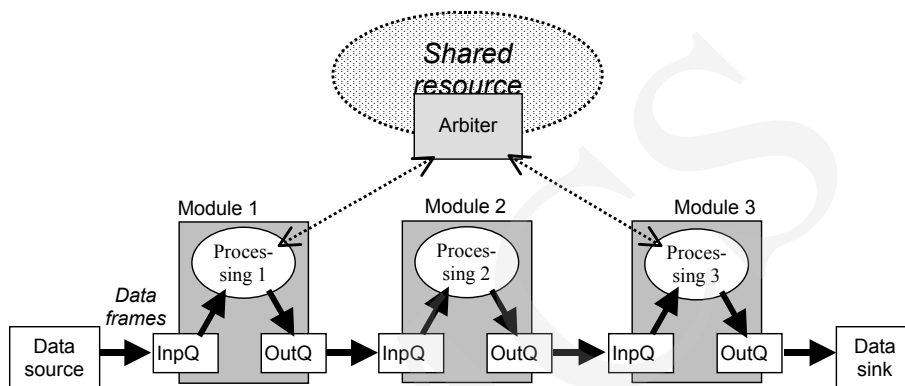 Shared
resource
Arbiter
Module 1
Module 2
Module 3
Proces-
sing 1
Proces-
sing 2
Proces-
sing 3
Data
frames
Data
source
InpQ
OutQ
InpQ
OutQ
InpQ
OutQ
Data
sink
CS